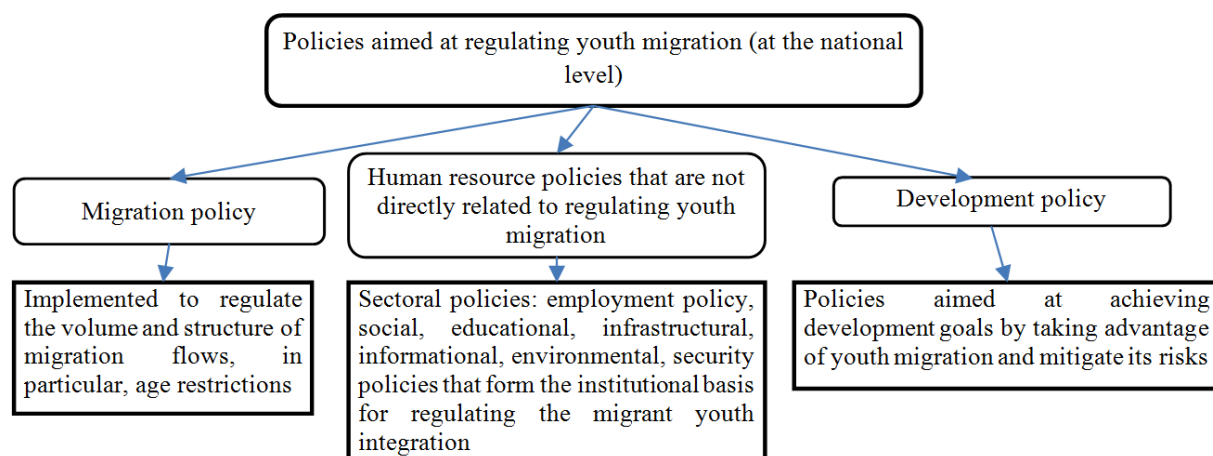 Policies aimed at regulating youth migration (at the national
level)
Migration policy
Human resource policies that are not
directly related to regulating youth
migration
Development policy
Implemented to regulate
the volume and structure of
migration flows, in
particular, age restrictions
Sectoral policies: employment policy,
social, educational, infrastructural,
informational, environmental, security
policies that form the institutional basis
for regulating the migrant youth
integration
Policies aimed at achieving
development goals by taking advantage
of youth migration and mitigate its risks